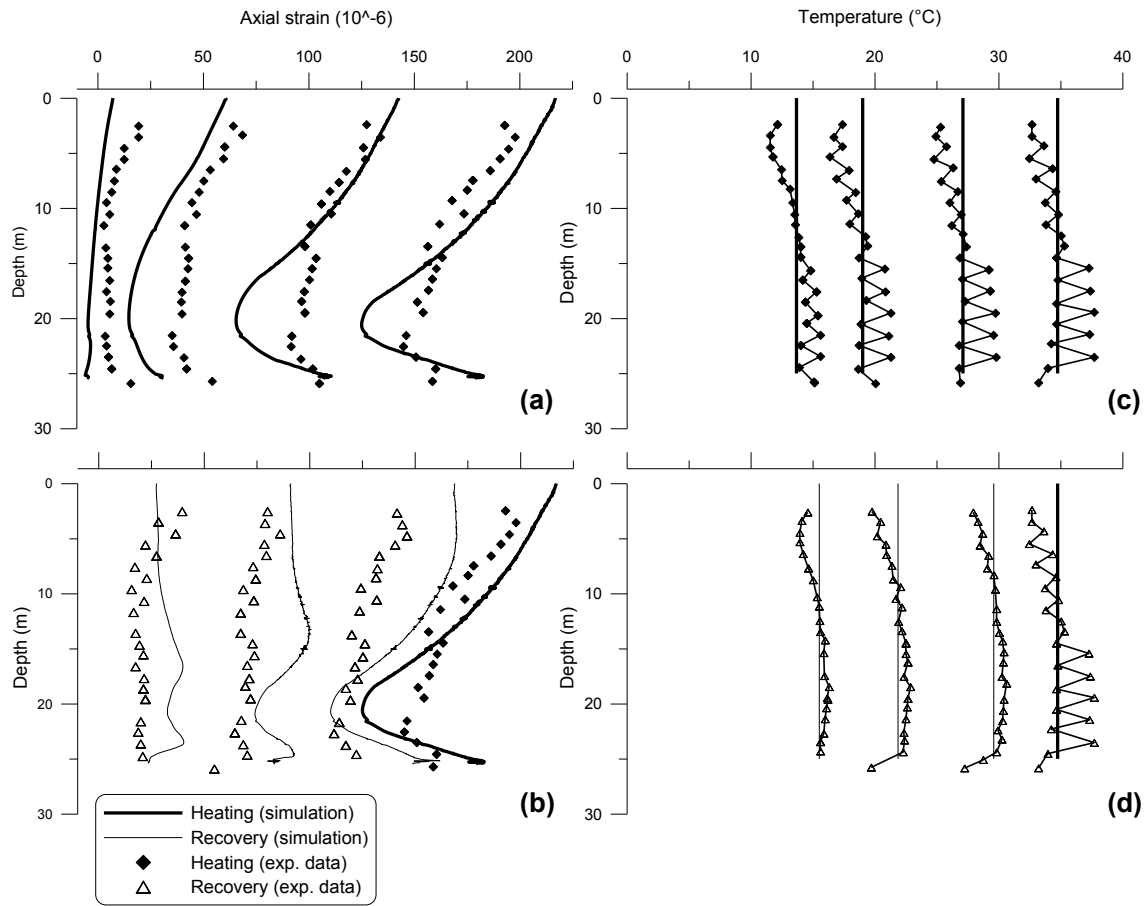 Axial strain (10^-6)
0 50 100 150 200
0
10
20
30
Depth (m)
(a)
Temperature (°C)
0 10 20 30 40
0
10
20
30
Depth (m)
(c)
0
10
20
30
Depth (m)
(b)
0
10
20
30
Depth (m)
(d)
Heating (simulation)
Recovery (simulation)
Heating (exp. data)
Recovery (exp. data)